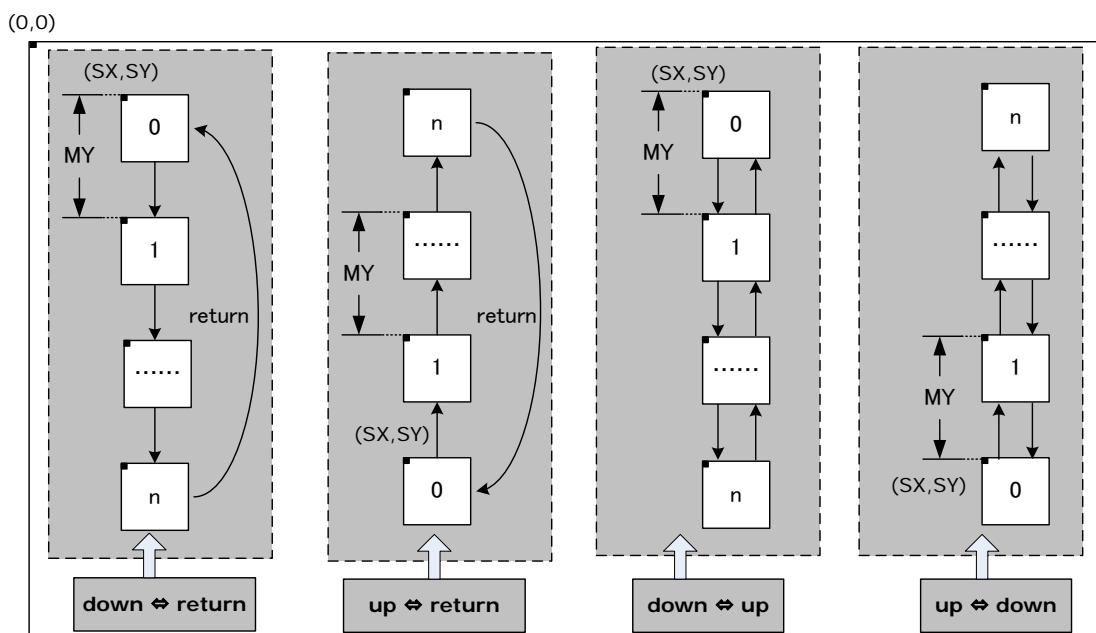 (0,0)
(SX,SY)
0
MY
1
return
......
n
down ⇔ return
n
......
MY
return
1
(SX,SY)
0
up ⇔ return
(SX,SY)
0
MY
1
......
n
down ⇔ up
n
......
1
MY
(SX,SY)
0
up ⇔ down